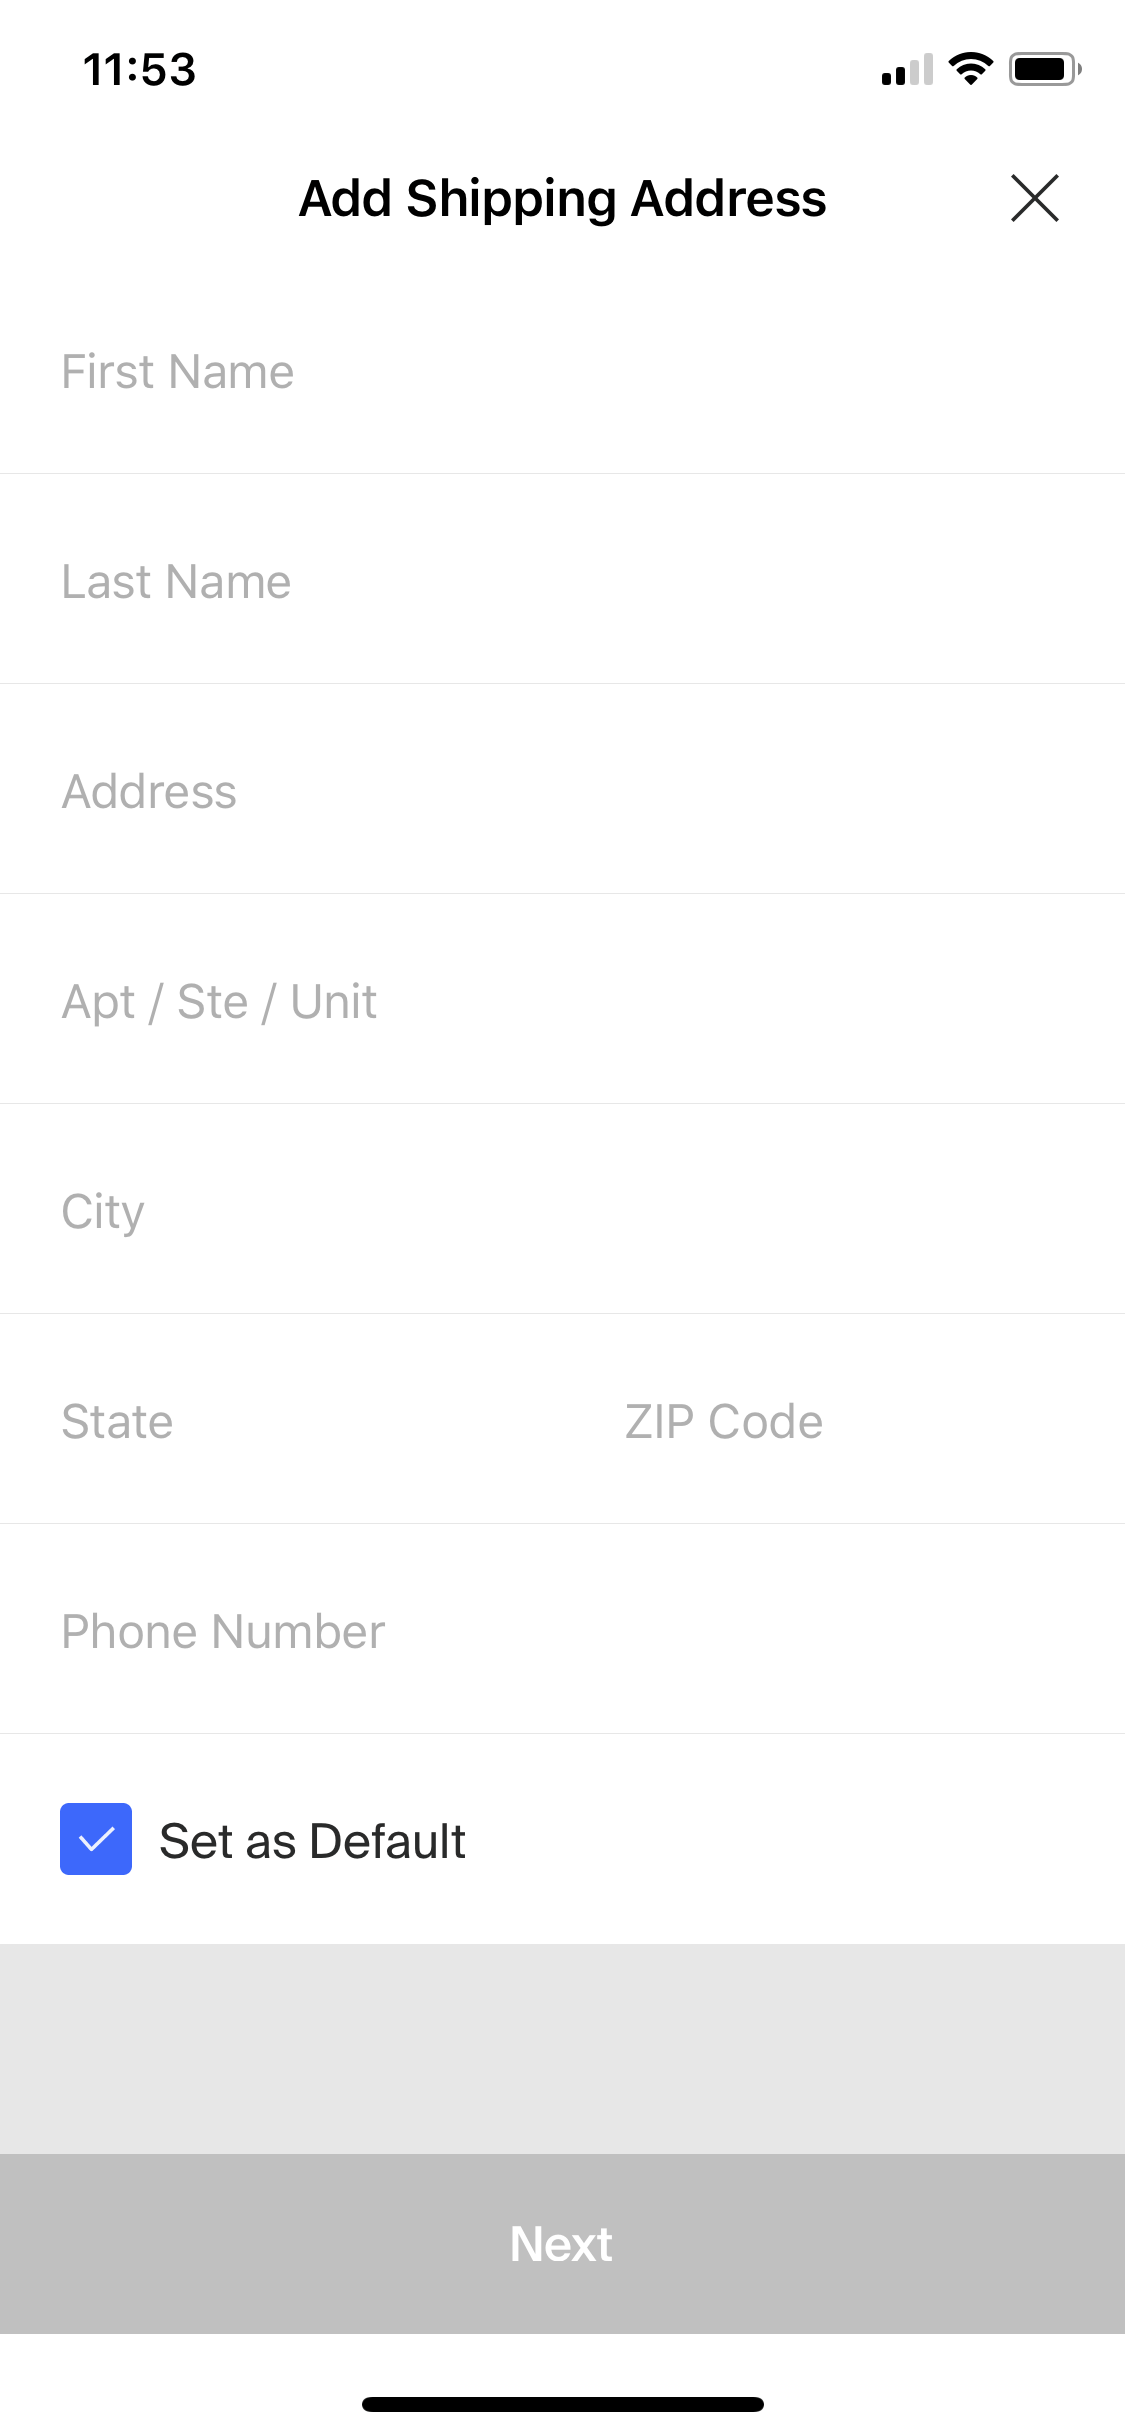 11:53
Add Shipping Address
First Name
Last Name
Address
Apt / Ste / Unit
City
State ZIP Code
Phone Number
Set as Default
Next